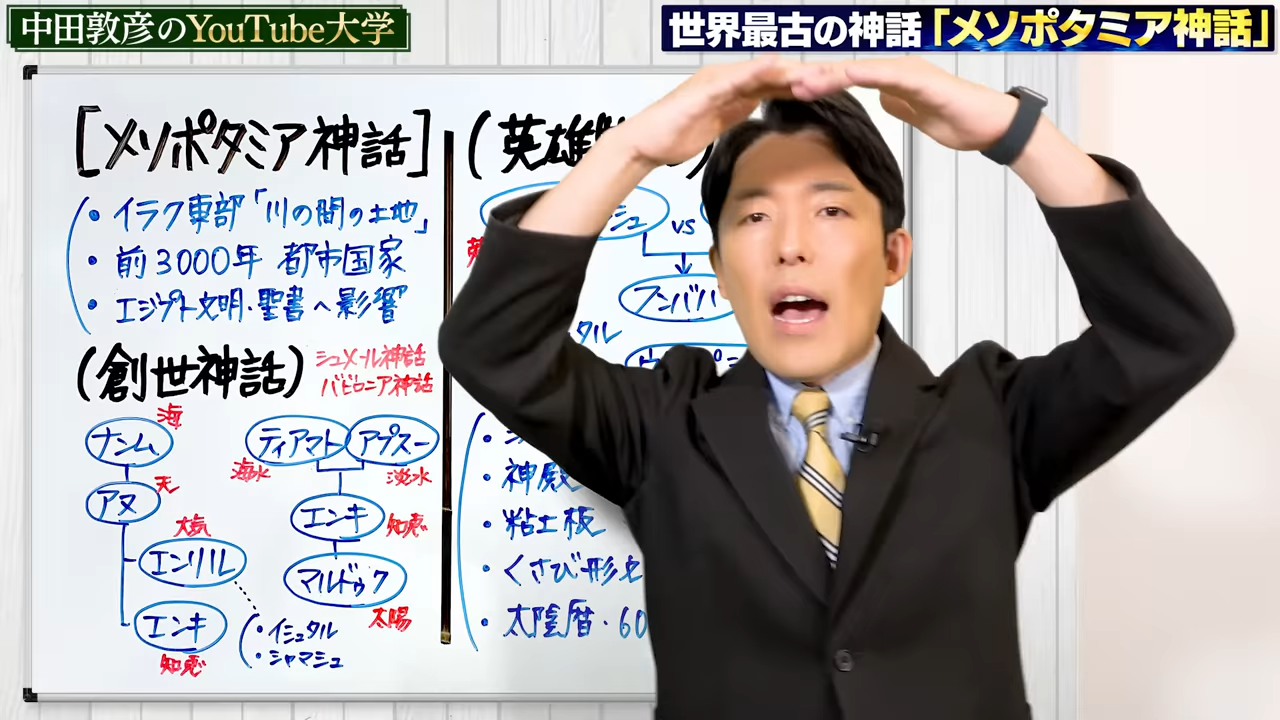 中田敦彦のYouTube大学
世界最古の神話「メソポタミア神話」
[メソポタミア神話]
・イラク東部「川の間の土地」
・前3000年 都市国家
・エジプト文明・聖書へ影響
(創世神話)
シュメール神話
バビロニア神話
ナンム
海
アヌ
天
大気
エンリル
エンキ
知恵
・イシュタル
・シャマシュ
ティアマト
アプスー
海水
淡水
エンキ
知恵
マルドゥク
太陽
(英雄
シュ
vs
フンババ
タル
・神殿
・粘土板
・くさび形
・太陰暦・60